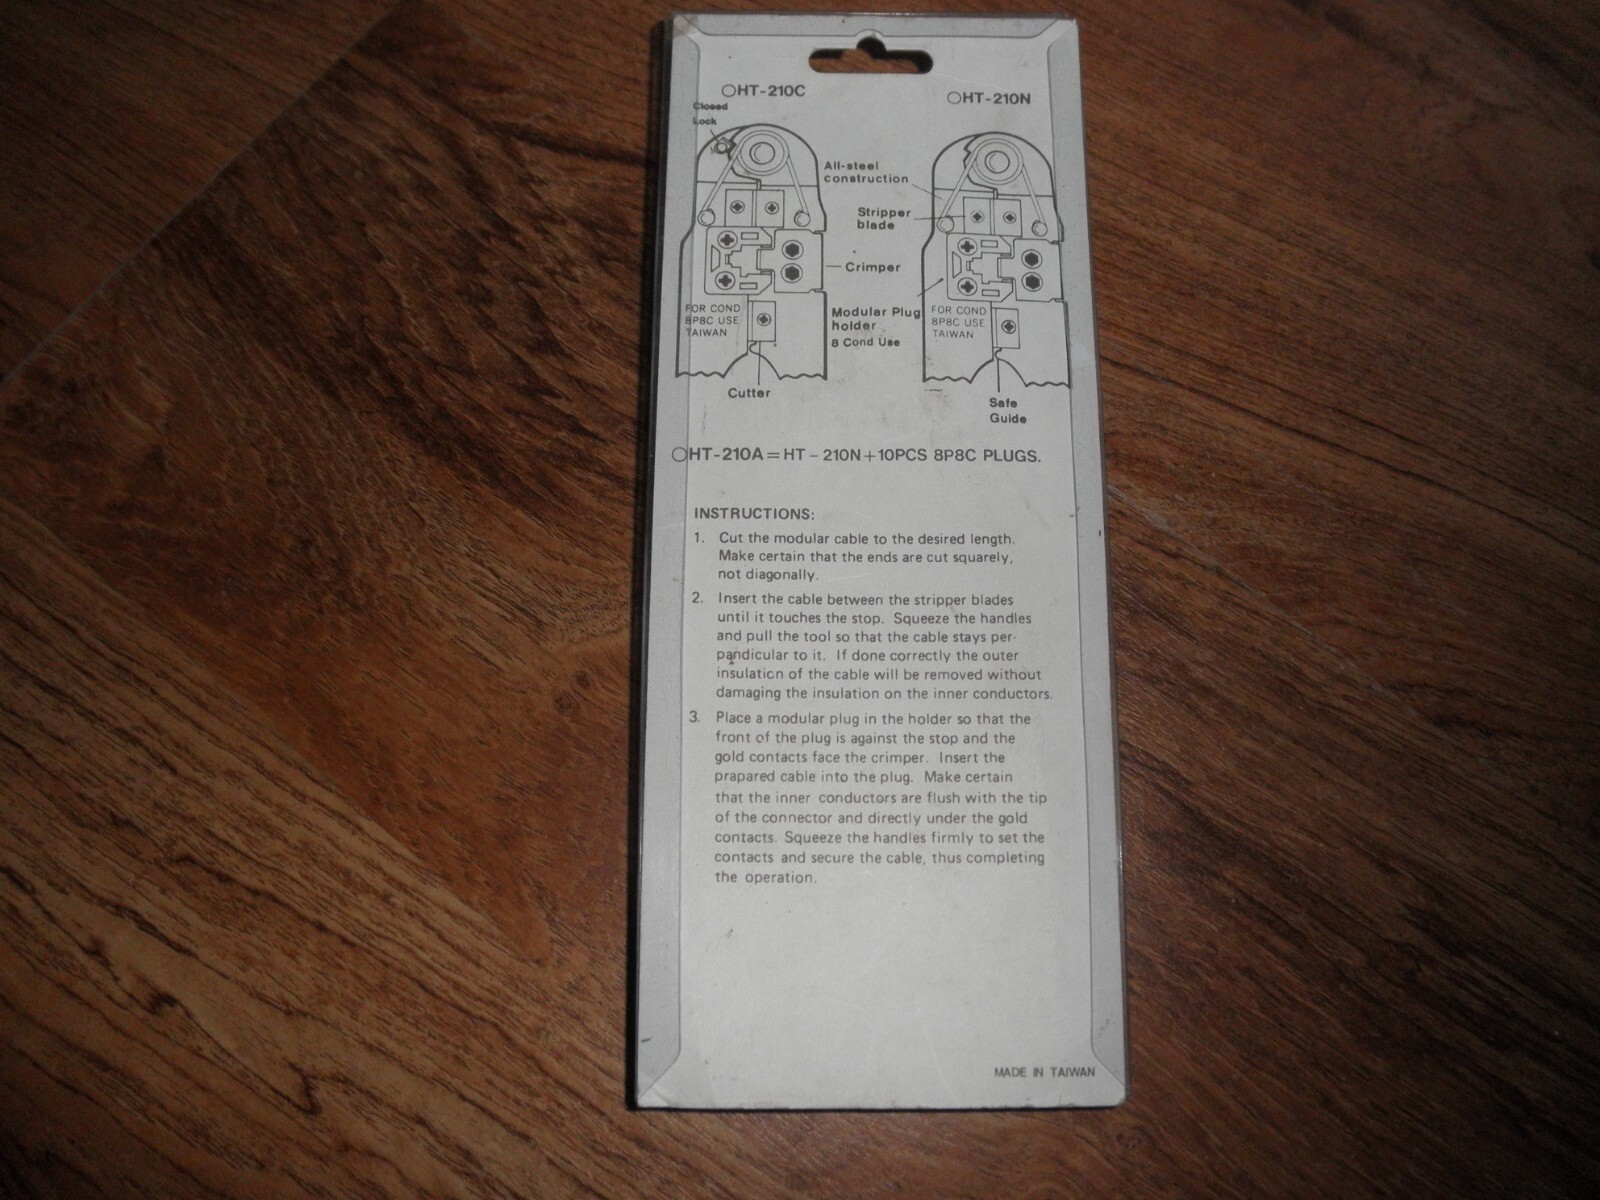 ○HT-210C
○HT-210N
Closed
Lock
All-steel
construction
Stripper
blade
Crimper
Modular Plug
holder
8 Cond Use
FOR COND
8P8C USE
TAIWAN
FOR COND
8P8C USE
TAIWAN
Cutter
Safe
Guide
○HT-210A=HT-210N+10PCS 8P8C PLUGS.
INSTRUCTIONS:
1. Cut the modular cable to the desired length.
Make certain that the ends are cut squarely,
not diagonally.
2. Insert the cable between the stripper blades
until it touches the stop. Squeeze the handles
and pull the tool so that the cable stays per-
pandicular to it. If done correctly the outer
insulation of the cable will be removed without
damaging the insulation on the inner conductors.
3. Place a modular plug in the holder so that the
front of the plug is against the stop and the
gold contacts face the crimper. Insert the
prapared cable into the plug. Make certain
that the inner conductors are flush with the tip
of the connector and directly under the gold
contacts. Squeeze the handles firmly to set the
contacts and secure the cable, thus completing
the operation.
MADE IN TAIWAN